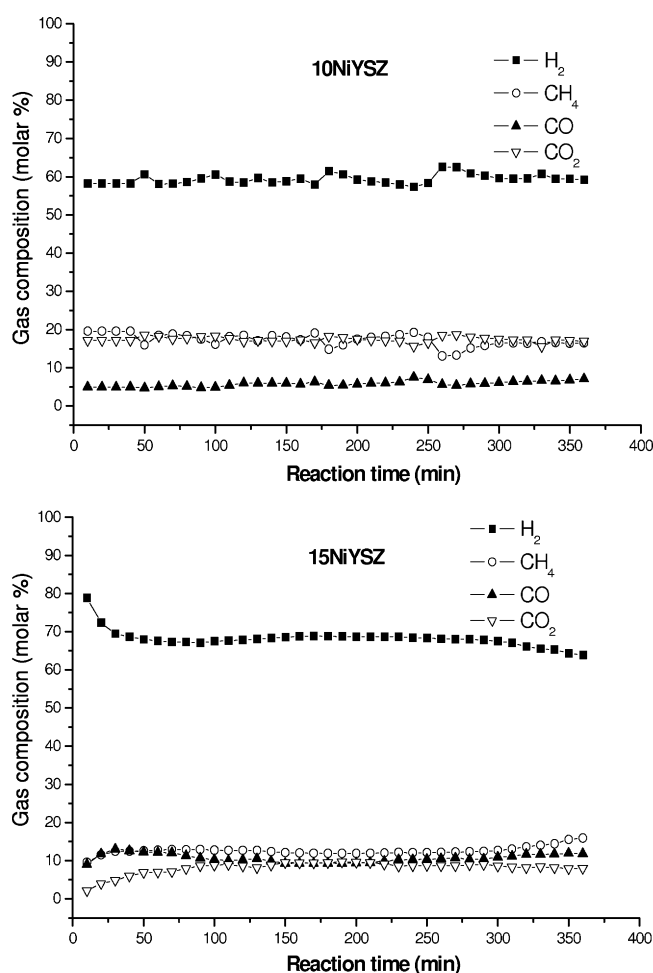 100
90
80
70
60
50
40
30
20
10
0
Gas composition (molar %)
10NiYSZ
H2
CH4
CO
CO2
0 50 100 150 200 250 300 350 400
Reaction time (min)
100
90
80
70
60
50
40
30
20
10
0
Gas composition (molar %)
15NiYSZ
H2
CH4
CO
CO2
0 50 100 150 200 250 300 350 400
Reaction time (min)